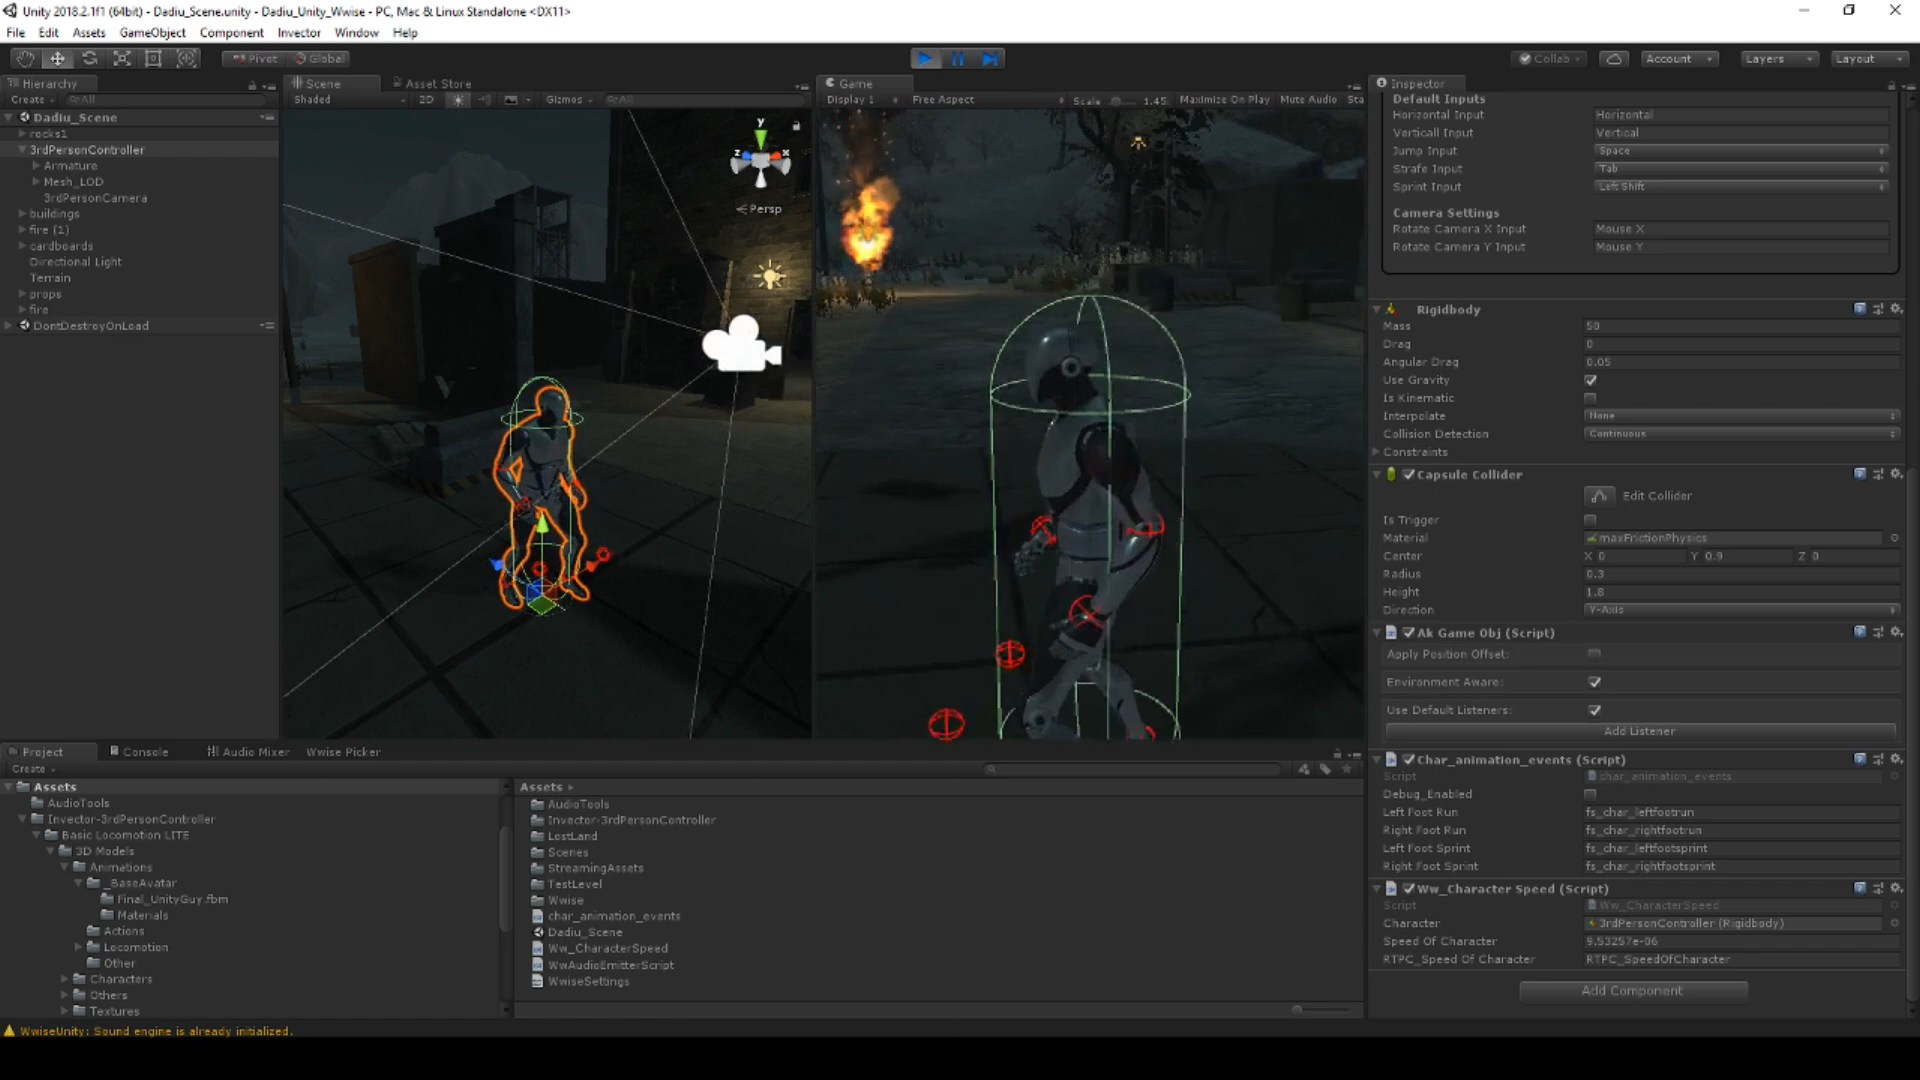 Unity 2018.2.1f1 (64bit) - Dadiu_Scene.unity - Dadiu_Unity_Wwise - PC, Mac & Linux Standalone <DX11>
File Edit Assets GameObject Component Invector Window Help
Pivot Global Collab Account Layers Layout
Hierarchy
Create All
Dadiu_Scene
rocks1
3rdPersonController
Armature
Mesh_LOD
3rdPersonCamera
buildings
fire (1)
cardboards
Directional Light
Terrain
props
fire
DontDestroyOnLoad
Scene Asset Store
Shaded 2D Gizmos All
y
z x
Persp
Game
Display 1 Free Aspect Scale 1.45 Maximize On Play Mute Audio Sta
Inspector
Default Inputs
Horizontal Input Horizontal
Verticall Input Vertical
Jump Input Space
Strafe Input Tab
Sprint Input Left Shift
Camera Settings
Rotate Camera X Input Mouse X
Rotate Camera Y Input Mouse Y
Rigidbody
Mass 50
Drag 0
Angular Drag 0.05
Use Gravity
Is Kinematic
Interpolate None
Collision Detection Continuous
Constraints
Capsule Collider
Edit Collider
Is Trigger
Material maxFrictionPhysics
Center X 0 Y 0.9 Z 0
Radius 0.3
Height 1.8
Direction Y-Axis
Ak Game Obj (Script)
Apply Position Offset:
Environment Aware:
Use Default Listeners:
Add Listener
Char_animation_events (Script)
Script char_animation_events
Debug_Enabled
Left Foot Run fs_char_leftfootrun
Right Foot Run fs_char_rightfootrun
Left Foot Sprint fs_char_leftfootsprint
Right Foot Sprint fs_char_rightfootsprint
Ww_Character Speed (Script)
Script Ww_CharacterSpeed
Character 3rdPersonController (Rigidbody)
Speed Of Character 9.53257e-06
RTPC_Speed Of Character RTPC_SpeedOfCharacter
Add Component
Project Console Audio Mixer Wwise Picker
Create
Assets
AudioTools
Invector-3rdPersonController
Basic Locomotion LITE
3D Models
Animations
_BaseAvatar
Final_UnityGuy.fbm
Materials
Actions
Locomotion
Other
Characters
Others
Textures
Assets
AudioTools
Invector-3rdPersonController
LostLand
Scenes
StreamingAssets
TestLevel
Wwise
char_animation_events
Dadiu_Scene
Ww_CharacterSpeed
WwAudioEmitterScript
WwiseSettings
WwiseUnity: Sound engine is already initialized.